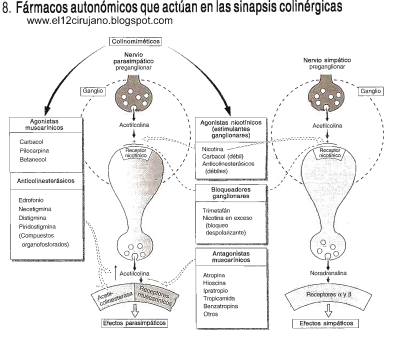 8. Fármacos autonómicos que actúan en las sinapsis colinérgicas
www.el12cirujano.blogspot.com
Colinomiméticos
Nervio
parasimpático
preganglionar
Nervio simpático
preganglionar
Ganglio
Ganglio
Acetilcolina
Acetilcolina
Agonistas
muscarínicos
Carbacol
Pilocarpina
Betanecol
Anticolinesterásicos
Edrofonio
Neostigmina
Distigmina
Piridostigmina
(Compuestos
organofosforados)
Receptor
nicotínico
Agonistas nicotínicos
(estimulantes
ganglionares)
Nicotina
Carbacol (débil)
Anticolinesterásicos
(débiles)
Receptor
nicotínico
Bloqueadores
ganglionares
Trimetafán
Nicotina en exceso
(bloqueo
despolarizante)
Antagonistas
muscarínicos
Atropina
Hioscina
Ipratropio
Tropicamida
Benzatropina
Otros
Acetilcolina
Acetil-
colinesterasa
Receptores
muscarínicos
Efectos parasimpáticos
Noradrenalina
Receptores α y β
Efectos simpáticos